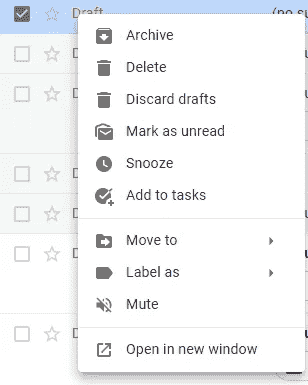 Draft (no su
Archive
Delete
Discard drafts
Mark as unread
Snooze
Add to tasks
Move to
Label as
Mute
Open in new window